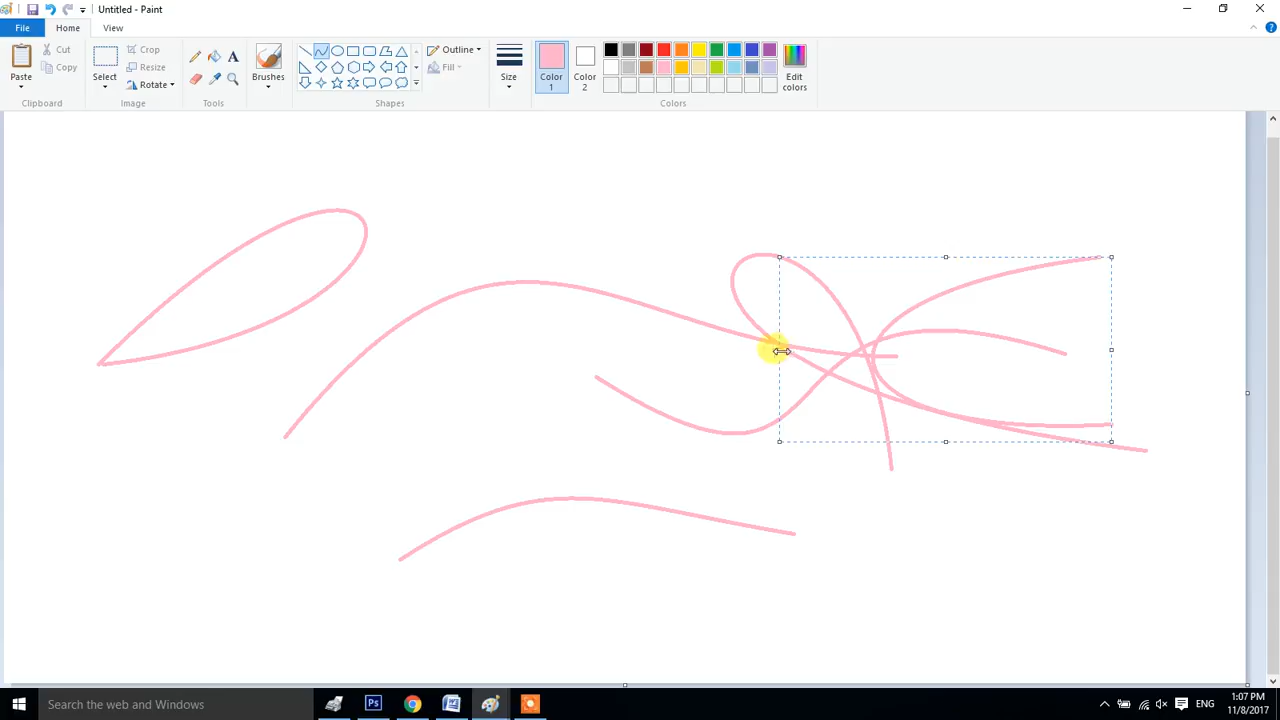 Untitled - Paint
File
Home
View
Paste
Cut
Copy
Clipboard
Select
Crop
Resize
Rotate
Image
A
Tools
Brushes
Outline
Fill
Shapes
Size
Color
1
Color
2
Edit
colors
Colors
Search the web and Windows
Ps
W
ENG
1:07 PM
11/8/2017